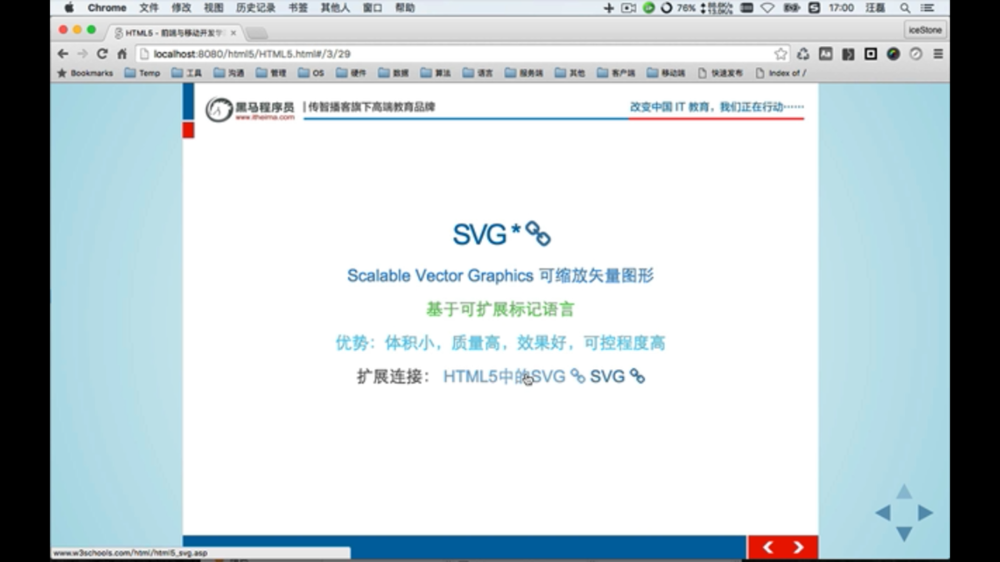 Chrome 文件 修改 视图 历史记录 书签 其他人 窗口 帮助 76% 17:00 汪磊
HTML5 - 前端与移动开发学
iceStone
localhost:8080/html5/HTML5.html#/3/29
Bookmarks Temp 工具 沟通 管理 OS 硬件 数据 算法 语言 服务端 其他 客户端 移动端 快速发布 Index of /
黑马程序员 | 传智播客旗下高端教育品牌 改变中国 IT 教育，我们正在行动……
www.itheima.com
SVG *
Scalable Vector Graphics 可缩放矢量图形
基于可扩展标记语言
优势：体积小，质量高，效果好，可控程度高
扩展连接： HTML5中的SVG SVG
www.w3schools.com/html/html5_svg.asp